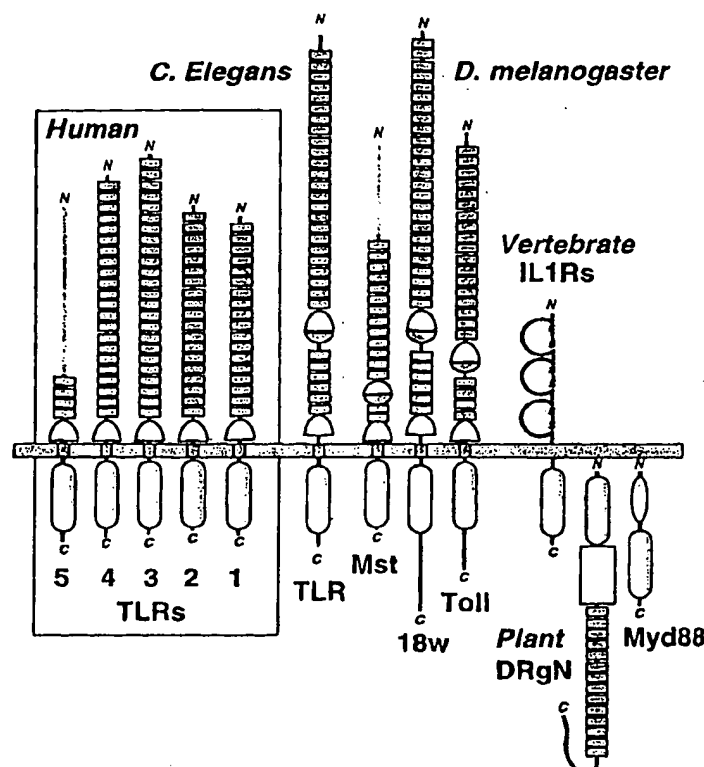 N
N
C. Elegans
D. melanogaster
Human
N
N
N
N
N
N
N
Vertebrate
IL1Rs
N
N
N
C
C
C
C
C
C
C
C
C
C
C
5 4 3 2 1
TLRs
TLR
Mst
18w
Toll
Plant
DRgN
Myd88
C